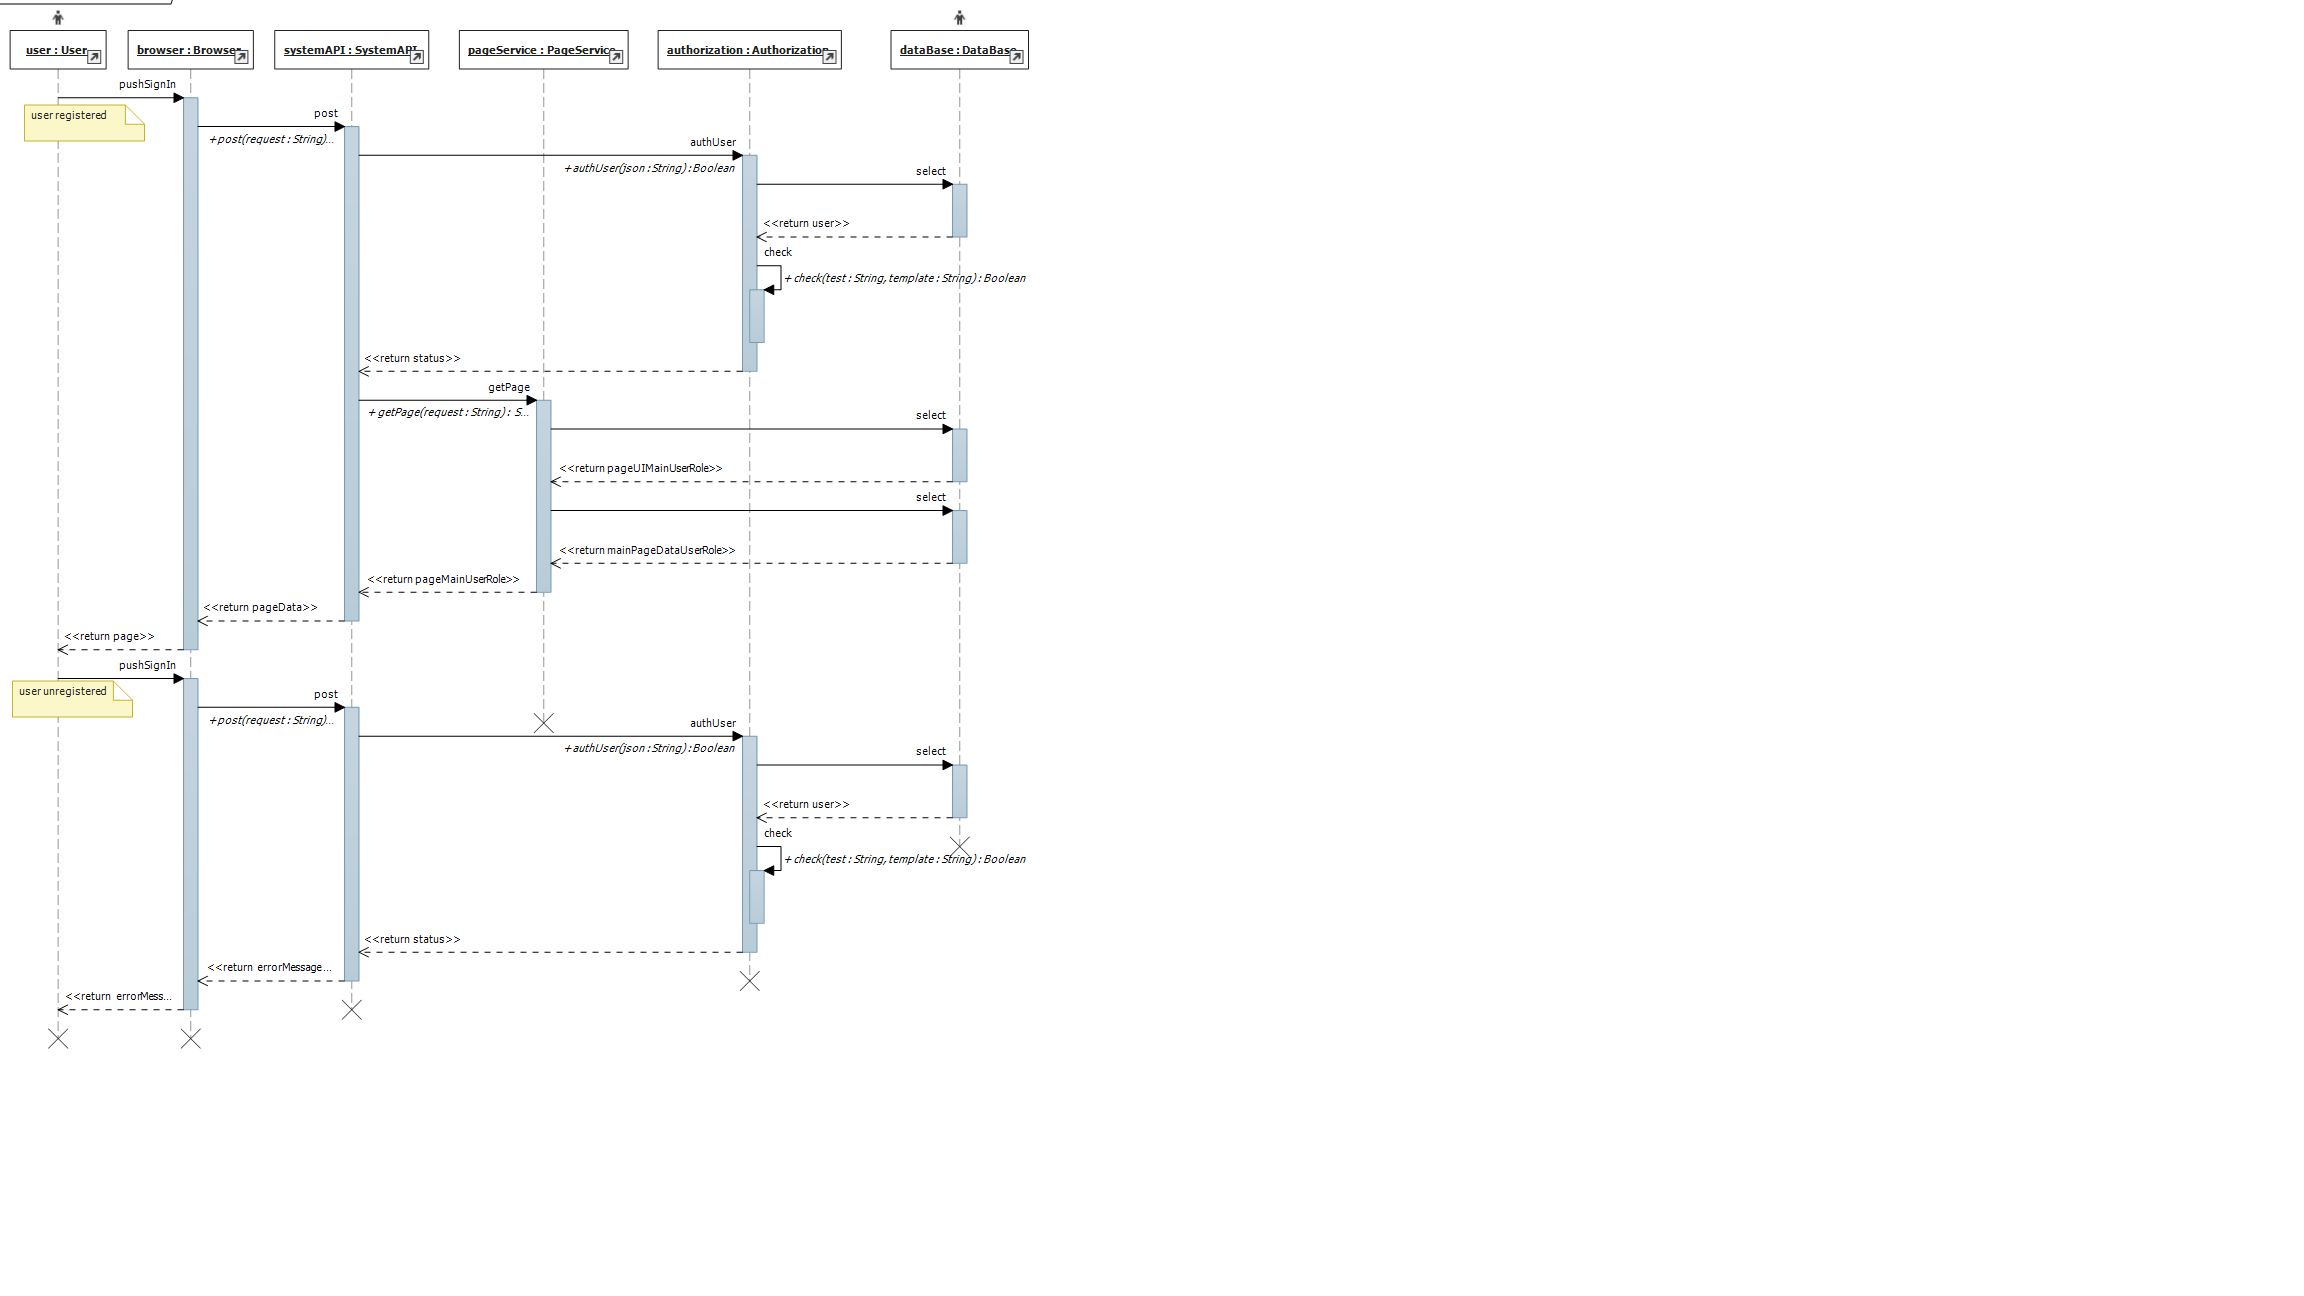 user : User
browser : Browser
systemAPI : SystemAPI
pageService : PageService
authorization : Authorization
dataBase : DataBase
pushSignIn
user registered
post
+ post(request : String)...
authUser
+ authUser(json : String) : Boolean
select
<<return user>>
check
+ check(test : String, template : String) : Boolean
<<return status>>
getPage
+ getPage(request : String) : S...
select
<<return pageUIMainUserRole>>
select
<<return mainPageDataUserRole>>
<<return pageMainUserRole>>
<<return pageData>>
<<return page>>
pushSignIn
user unregistered
post
+ post(request : String)...
authUser
+ authUser(json : String) : Boolean
select
<<return user>>
check
+ check(test : String, template : String) : Boolean
<<return status>>
<<return errorMessage...
<<return errorMess...